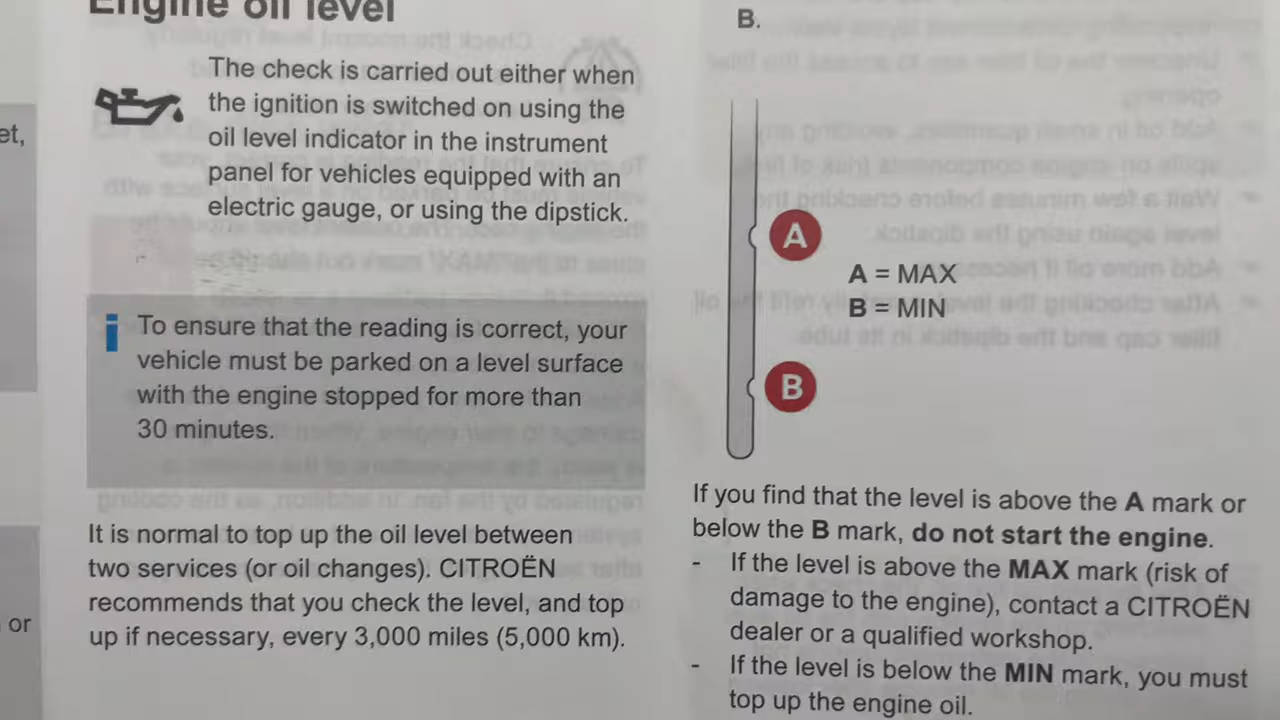 Engine oil level
The check is carried out either when
the ignition is switched on using the
oil level indicator in the instrument
panel for vehicles equipped with an
electric gauge, or using the dipstick.
i
To ensure that the reading is correct, your
vehicle must be parked on a level surface
with the engine stopped for more than
30 minutes.
It is normal to top up the oil level between
two services (or oil changes). CITROËN
recommends that you check the level, and top
up if necessary, every 3,000 miles (5,000 km).
et,
or
B.
A
A = MAX
B = MIN
B
If you find that the level is above the A mark or
below the B mark, do not start the engine.
- If the level is above the MAX mark (risk of
damage to the engine), contact a CITROËN
dealer or a qualified workshop.
- If the level is below the MIN mark, you must
top up the engine oil.